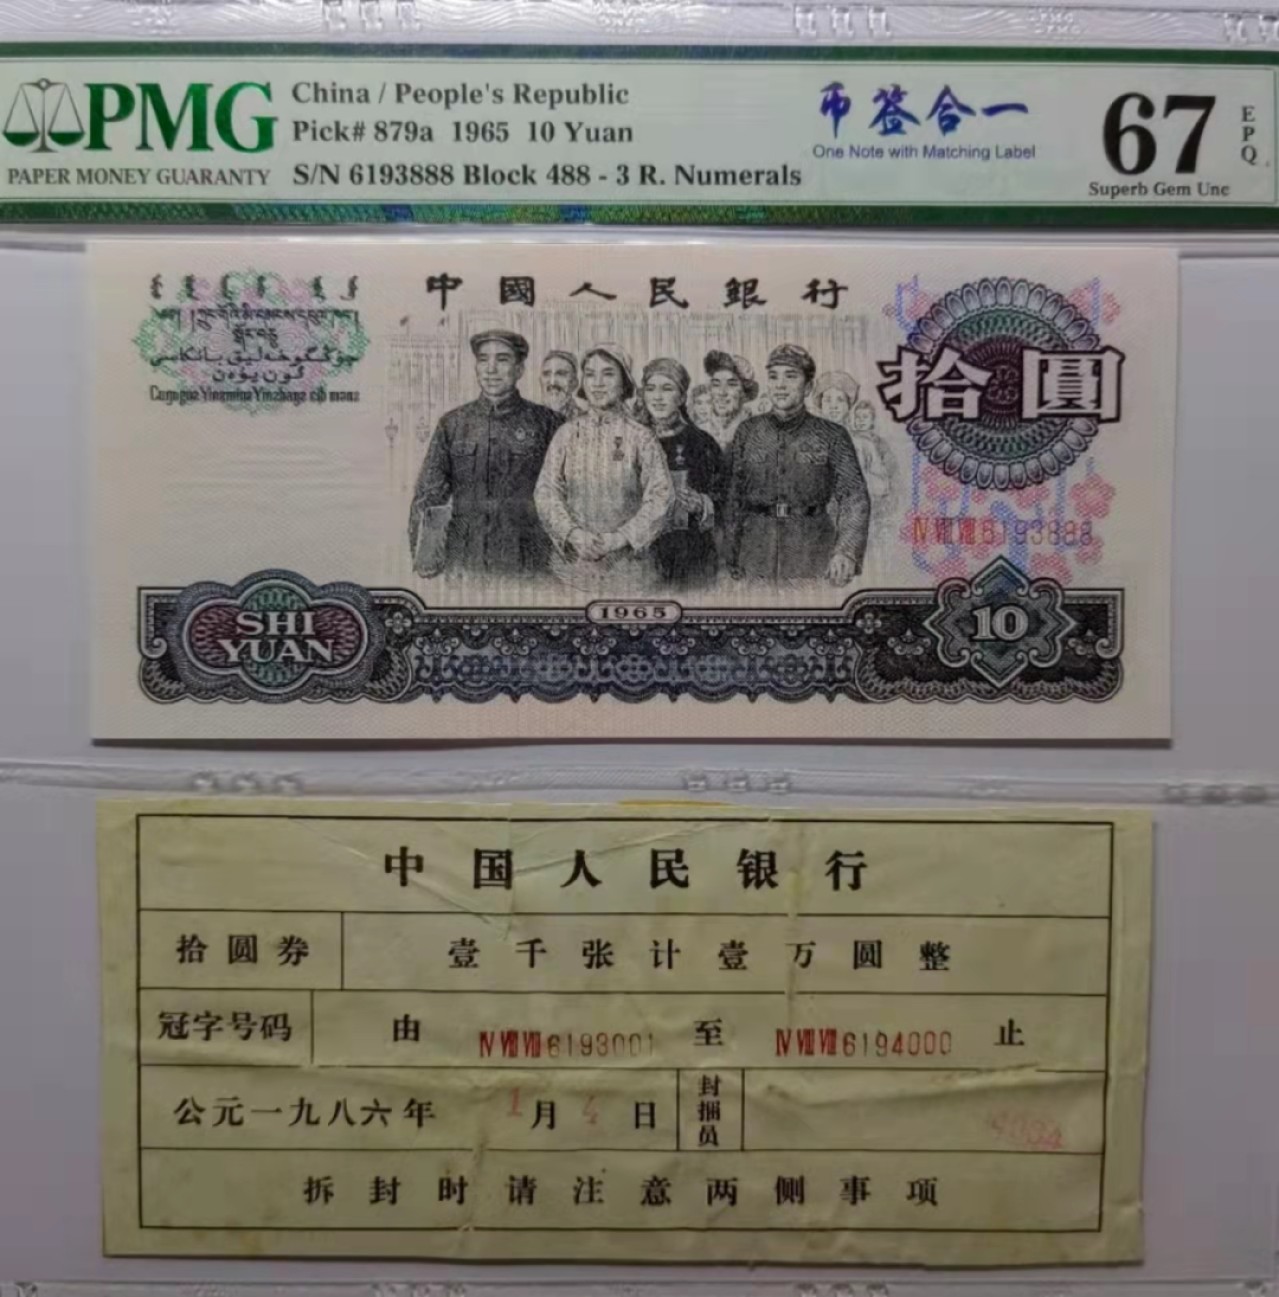 PMG
PAPER MONEY GUARANTY
China / People's Republic
Pick# 879a 1965 10 Yuan
S/N 6193888 Block 488 - 3 R. Numerals
币签合一
One Note with Matching Label
67
EPQ
Superb Gem Unc
中國人民銀行
拾圓
ⅣⅧⅧ6193888
1965
SHI
YUAN
10
中国人民银行
拾圆券 壹千张计壹万圆整
冠字号码 由 ⅣⅧⅧ6193001 至 ⅣⅧⅧ6194000 止
公元一九八六年 1月 4日 封捆员
拆封时请注意两侧事项